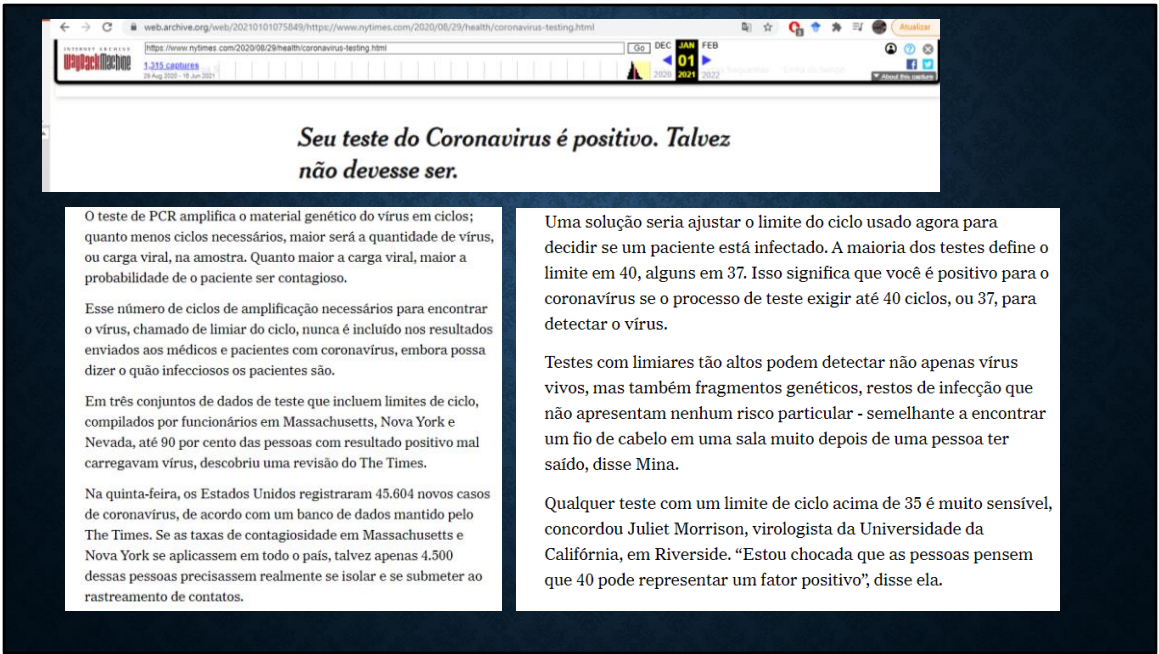 web.archive.org/web/20210101075849/https://www.nytimes.com/2020/08/29/health/coronavirus-testing.html
Atualizar
INTERNET ARCHIVE
WayBackMachine
https://www.nytimes.com/2020/08/29/health/coronavirus-testing.html
Go
DEC JAN FEB
1,315 captures
01
29 Aug 2020 - 18 Jun 2021
2020 2021 2022
About this capture
Seu teste do Coronavirus é positivo. Talvez
não devesse ser.
O teste de PCR amplifica o material genético do vírus em ciclos;
quanto menos ciclos necessários, maior será a quantidade de vírus,
ou carga viral, na amostra. Quanto maior a carga viral, maior a
probabilidade de o paciente ser contagioso.
Esse número de ciclos de amplificação necessários para encontrar
o vírus, chamado de limiar do ciclo, nunca é incluído nos resultados
enviados aos médicos e pacientes com coronavírus, embora possa
dizer o quão infecciosos os pacientes são.
Em três conjuntos de dados de teste que incluem limites de ciclo,
compilados por funcionários em Massachusetts, Nova York e
Nevada, até 90 por cento das pessoas com resultado positivo mal
carregavam vírus, descobriu uma revisão do The Times.
Na quinta-feira, os Estados Unidos registraram 45.604 novos casos
de coronavírus, de acordo com um banco de dados mantido pelo
The Times. Se as taxas de contagiosidade em Massachusetts e
Nova York se aplicassem em todo o país, talvez apenas 4.500
dessas pessoas precisassem realmente se isolar e se submeter ao
rastreamento de contatos.
Uma solução seria ajustar o limite do ciclo usado agora para
decidir se um paciente está infectado. A maioria dos testes define o
limite em 40, alguns em 37. Isso significa que você é positivo para o
coronavírus se o processo de teste exigir até 40 ciclos, ou 37, para
detectar o vírus.
Testes com limiares tão altos podem detectar não apenas vírus
vivos, mas também fragmentos genéticos, restos de infecção que
não apresentam nenhum risco particular - semelhante a encontrar
um fio de cabelo em uma sala muito depois de uma pessoa ter
saído, disse Mina.
Qualquer teste com um limite de ciclo acima de 35 é muito sensível,
concordou Juliet Morrison, virologista da Universidade da
Califórnia, em Riverside. “Estou chocada que as pessoas pensem
que 40 pode representar um fator positivo”, disse ela.